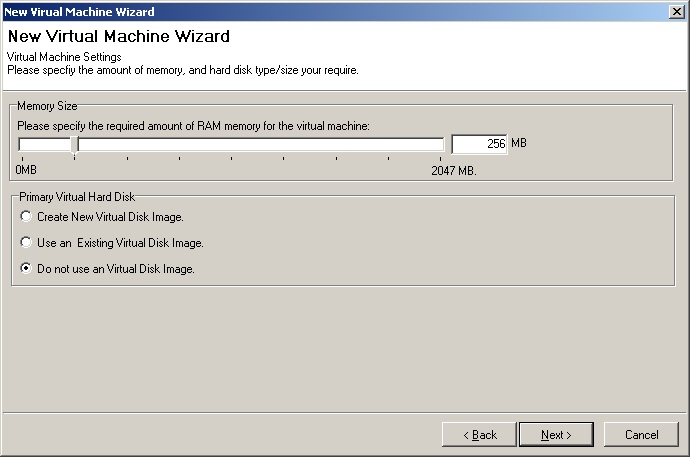 New Virual Machine Wizard
New Virtual Machine Wizard
Virtual Machine Settings
Please specfiy the amount of memory, and hard disk type/size your require.
Memory Size
Please specify the required amount of RAM memory for the virtual machine:
256 MB
0MB 2047 MB.
Primary Virtual Hard Disk
Create New Virtual Disk Image.
Use an Existing Virtual Disk Image.
Do not use an Virtual Disk Image.
< Back Next > Cancel